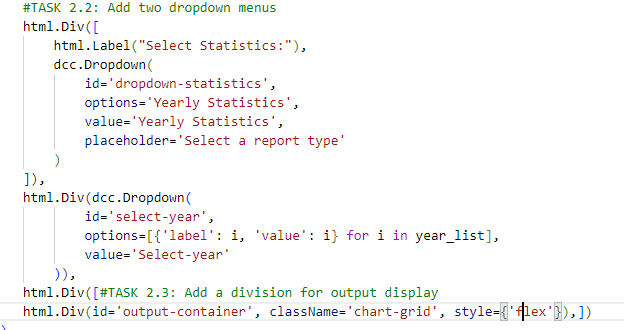 #TASK 2.2: Add two dropdown menus
html.Div([
    html.Label("Select Statistics:"),
    dcc.Dropdown(
        id='dropdown-statistics',
        options='Yearly Statistics',
        value='Yearly Statistics',
        placeholder='Select a report type'
    )
]),
html.Div(dcc.Dropdown(
        id='select-year',
        options=[{'label': i, 'value': i} for i in year_list],
        value='Select-year'
    )),
html.Div([#TASK 2.3: Add a division for output display
html.Div(id='output-container', className='chart-grid', style={'flex'}),])